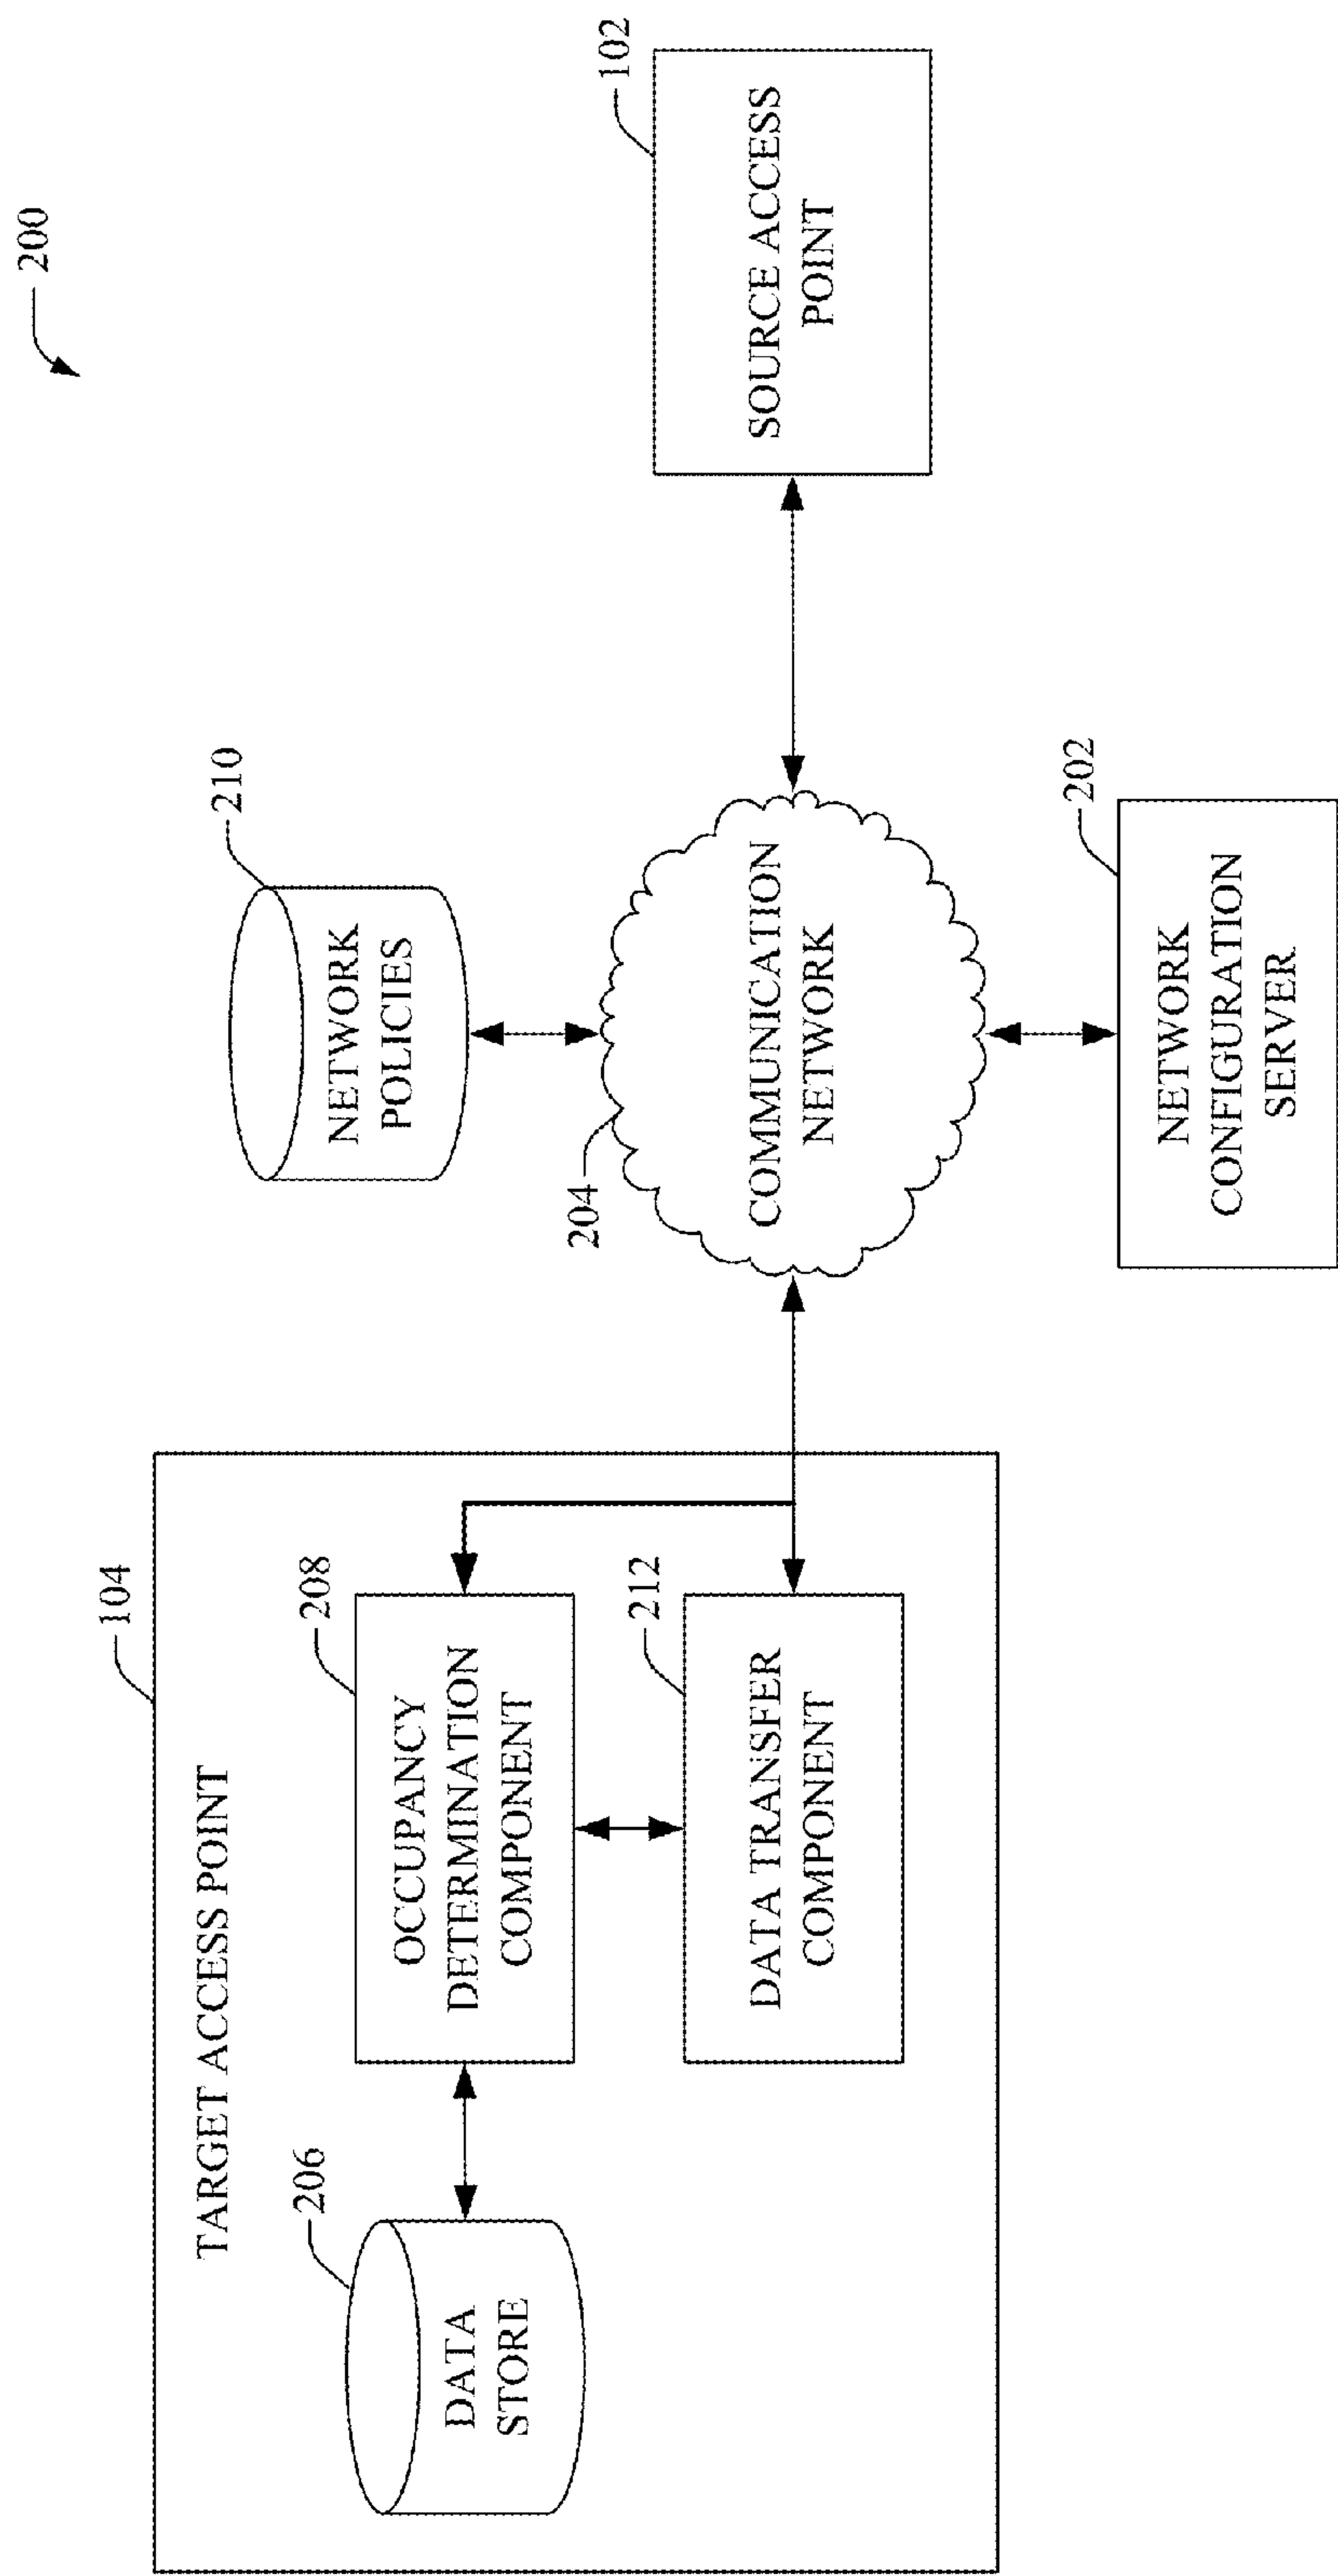 200
104
TARGET ACCESS POINT
206
DATA
STORE
208
OCCUPANCY
DETERMINATION
COMPONENT
212
DATA TRANSFER
COMPONENT
210
NETWORK
POLICIES
204
COMMUNICATION
NETWORK
202
NETWORK
CONFIGURATION
SERVER
102
SOURCE ACCESS
POINT